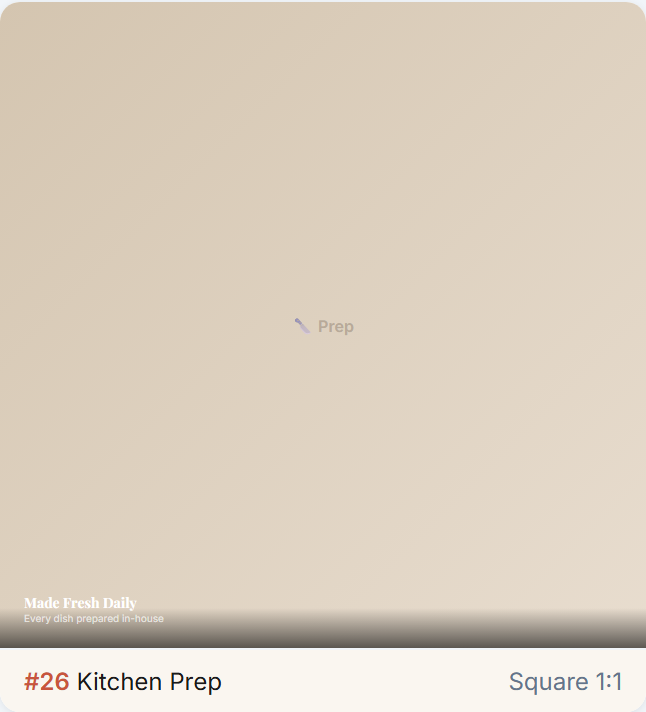 🔪 Prep
Made Fresh Daily
Every dish prepared in-house
#26 Kitchen Prep
Square 1:1